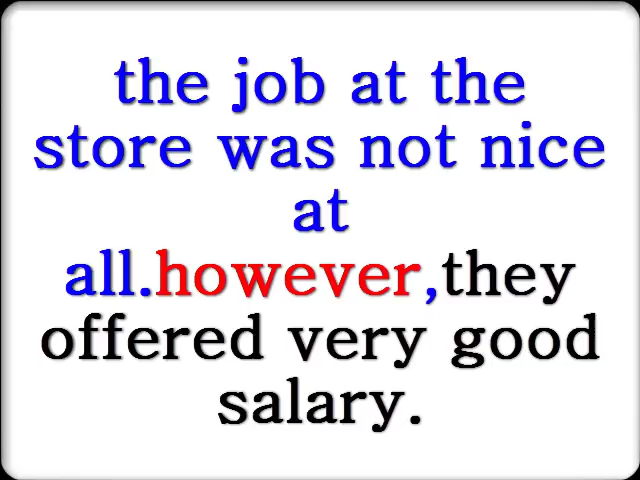 the job at the
store was not nice
at
all.however,they
offered very good
salary.